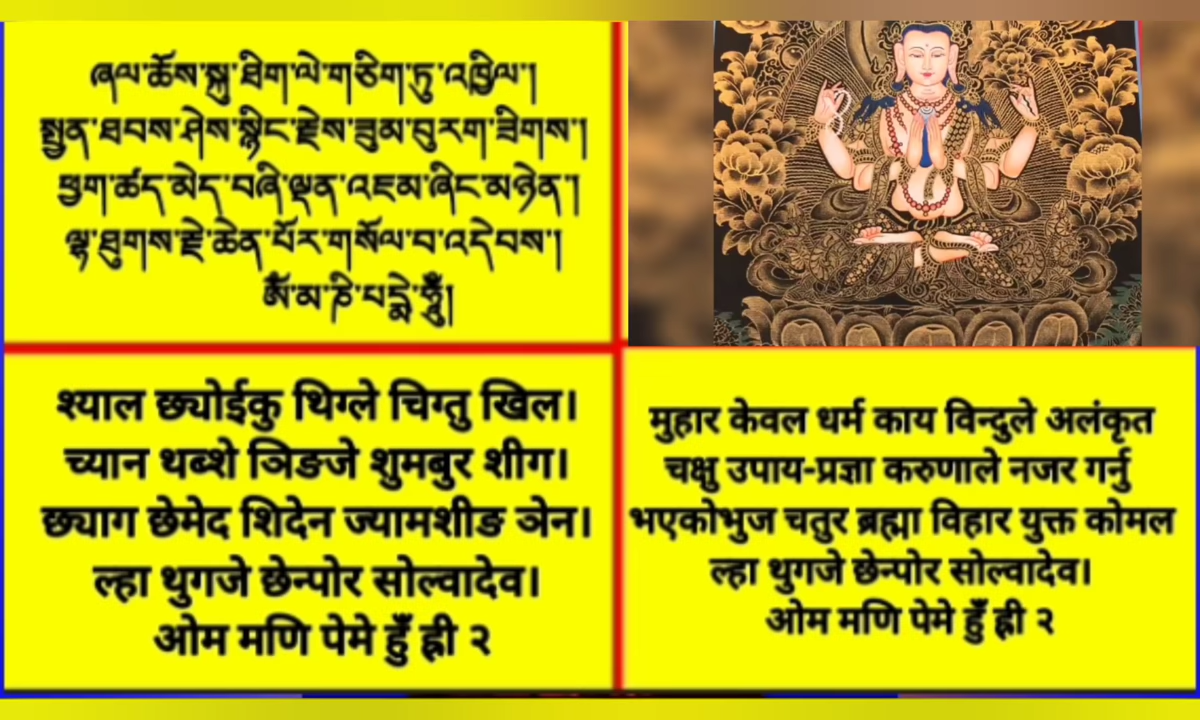 ཞལ་ཆོས་སྐུ་ཐིག་ལེ་གཅིག་ཏུ་འཁྱིལ།
སྤྱན་ཐབས་ཤེས་སྙིང་རྗེས་ཟུམ་བུརག་ཟིགས།
ཕྱག་ཚད་མེད་བཞི་ལྡན་འཇམ་ཞིང་མཉེན།
ལྷ་ཐུགས་རྗེ་ཆེན་པོར་གསོལ་བ་འདེབས།
ཨོཾ་མ་ཎི་པདྨེ་ཧཱུྃ།
श्याल छ्योईकु थिग्ले चिग्तु खिल।
च्यान थब्शे ञिङजे शुमबुर शीग।
छ्याग छेमेद शिदेन ज्यामशीङ ञेन।
ल्हा थुगजे छेन्पोर सोल्वादेव।
ओम मणि पेमे हुँ ह्री २
मुहार केवल धर्म काय विन्दुले अलंकृत
चक्षु उपाय-प्रज्ञा करुणाले नजर गर्नु
भएकोभुज चतुर ब्रह्मा विहार युक्त कोमल
ल्हा थुगजे छेन्पोर सोल्वादेव।
ओम मणि पेमे हुँ ह्री २